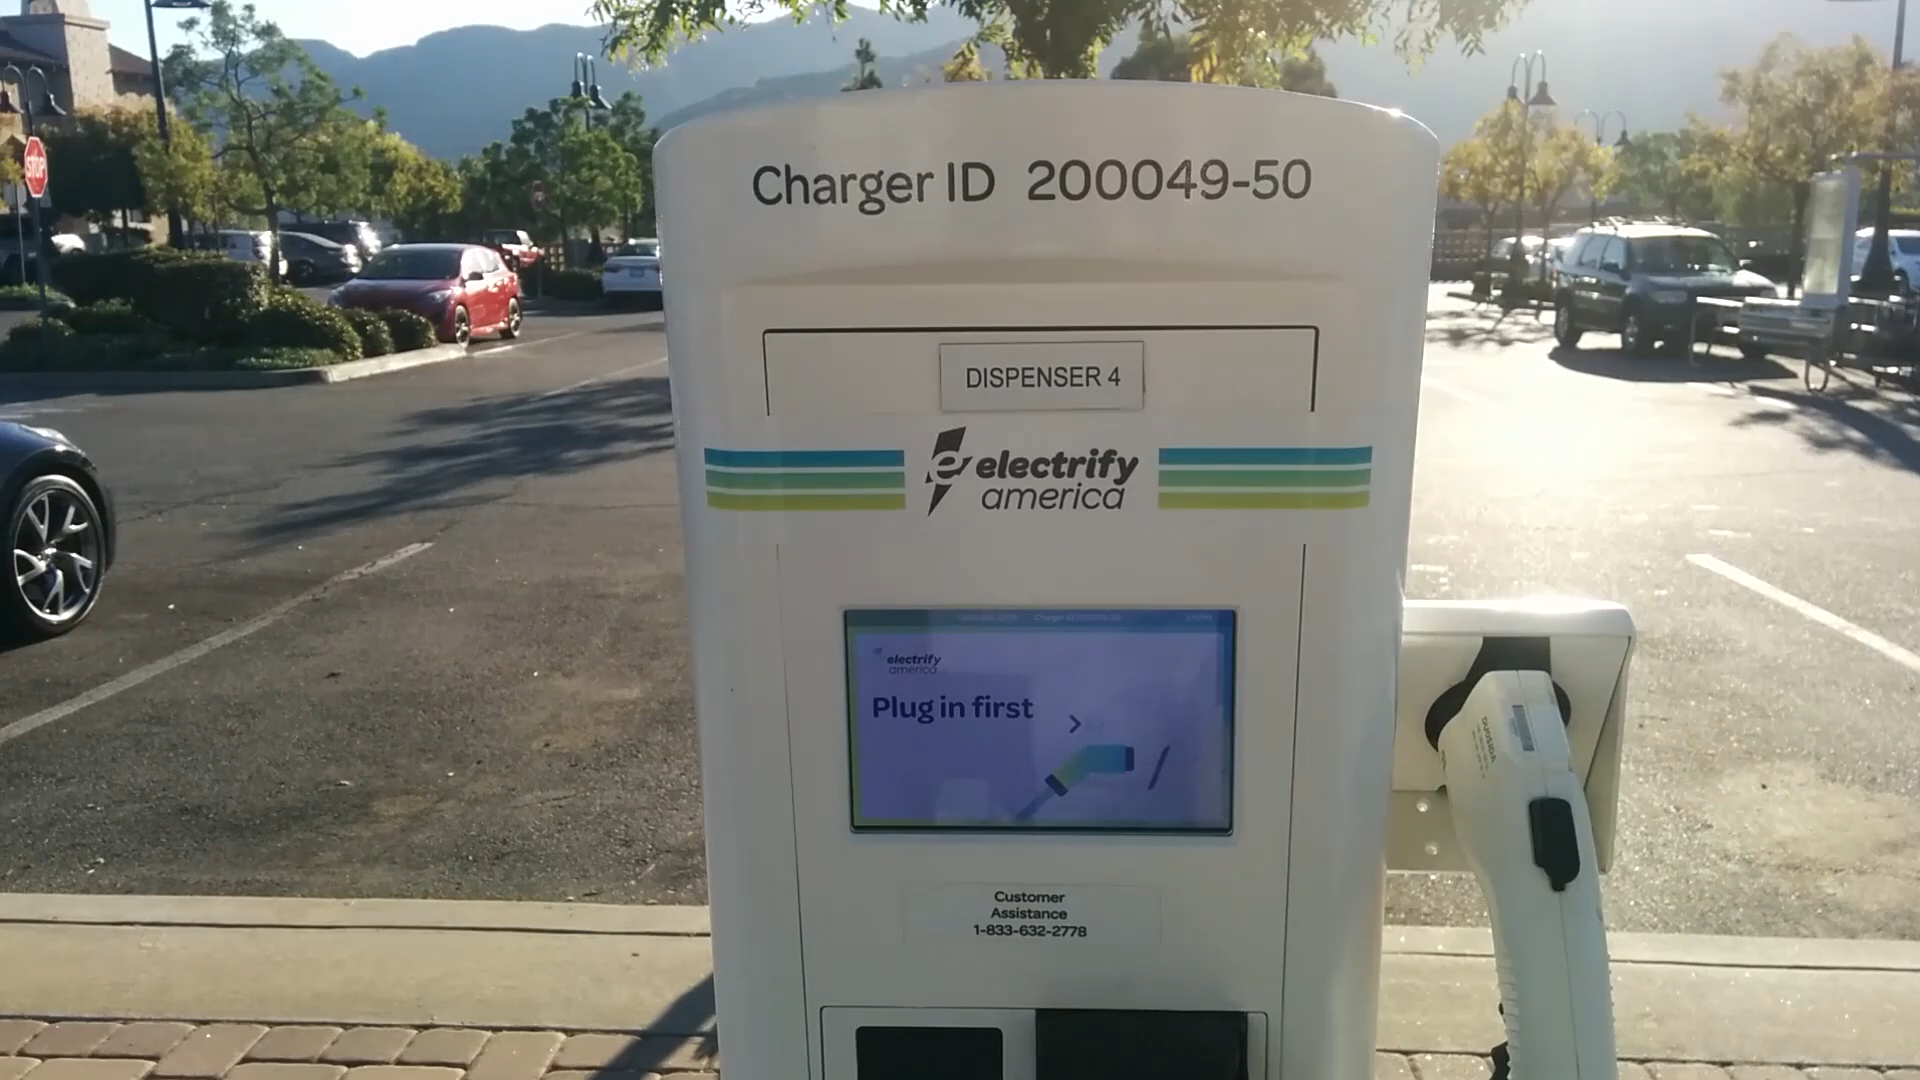 STOP
Charger ID 200049-50
DISPENSER 4
electrify
america
electrify
america
Plug in first
Customer
Assistance
1-833-632-2778